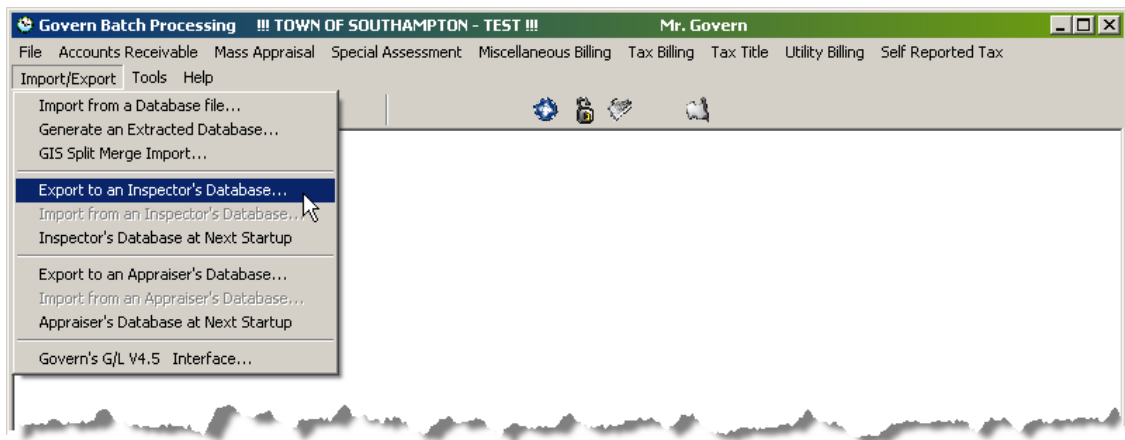 Govern Batch Processing !!! TOWN OF SOUTHAMPTON - TEST !!! Mr. Govern
File Accounts Receivable Mass Appraisal Special Assessment Miscellaneous Billing Tax Billing Tax Title Utility Billing Self Reported Tax
Import/Export Tools Help
Import from a Database file...
Generate an Extracted Database...
GIS Split Merge Import...
Export to an Inspector's Database...
Import from an Inspector's Database...
Inspector's Database at Next Startup
Export to an Appraiser's Database...
Import from an Appraiser's Database...
Appraiser's Database at Next Startup
Govern's G/L V4.5 Interface...